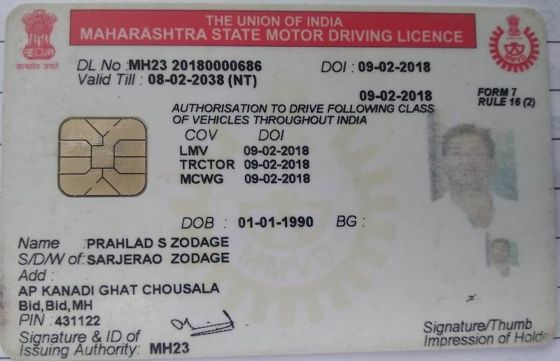 THE UNION OF INDIA
MAHARASHTRA STATE MOTOR DRIVING LICENCE
सत्यमेव जयते
DL No : MH23 20180000686 DOI : 09-02-2018
Valid Till : 08-02-2038 (NT)
09-02-2018
FORM 7
RULE 16 (2)
AUTHORISATION TO DRIVE FOLLOWING CLASS
OF VEHICLES THROUGHOUT INDIA
COV DOI
LMV 09-02-2018
TRCTOR 09-02-2018
MCWG 09-02-2018
DOB : 01-01-1990 BG :
Name : PRAHLAD S ZODAGE
S/D/W of : SARJERAO ZODAGE
Add :
AP KANADI GHAT CHOUSALA
Bid,Bid,MH
PIN : 431122
Signature & ID of
Issuing Authority: MH23
Signature/Thumb
Impression of Holde
MMVD